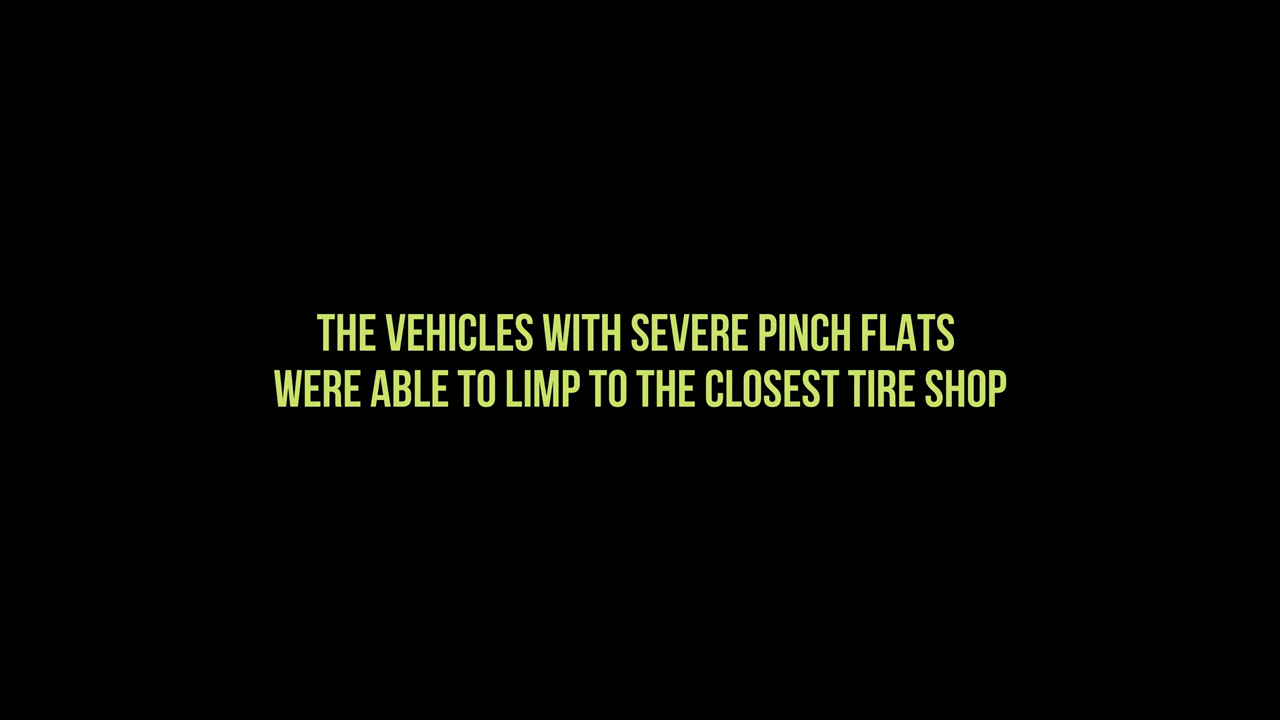 THE VEHICLES WITH SEVERE PINCH FLATS
WERE ABLE TO LIMP TO THE CLOSEST TIRE SHOP